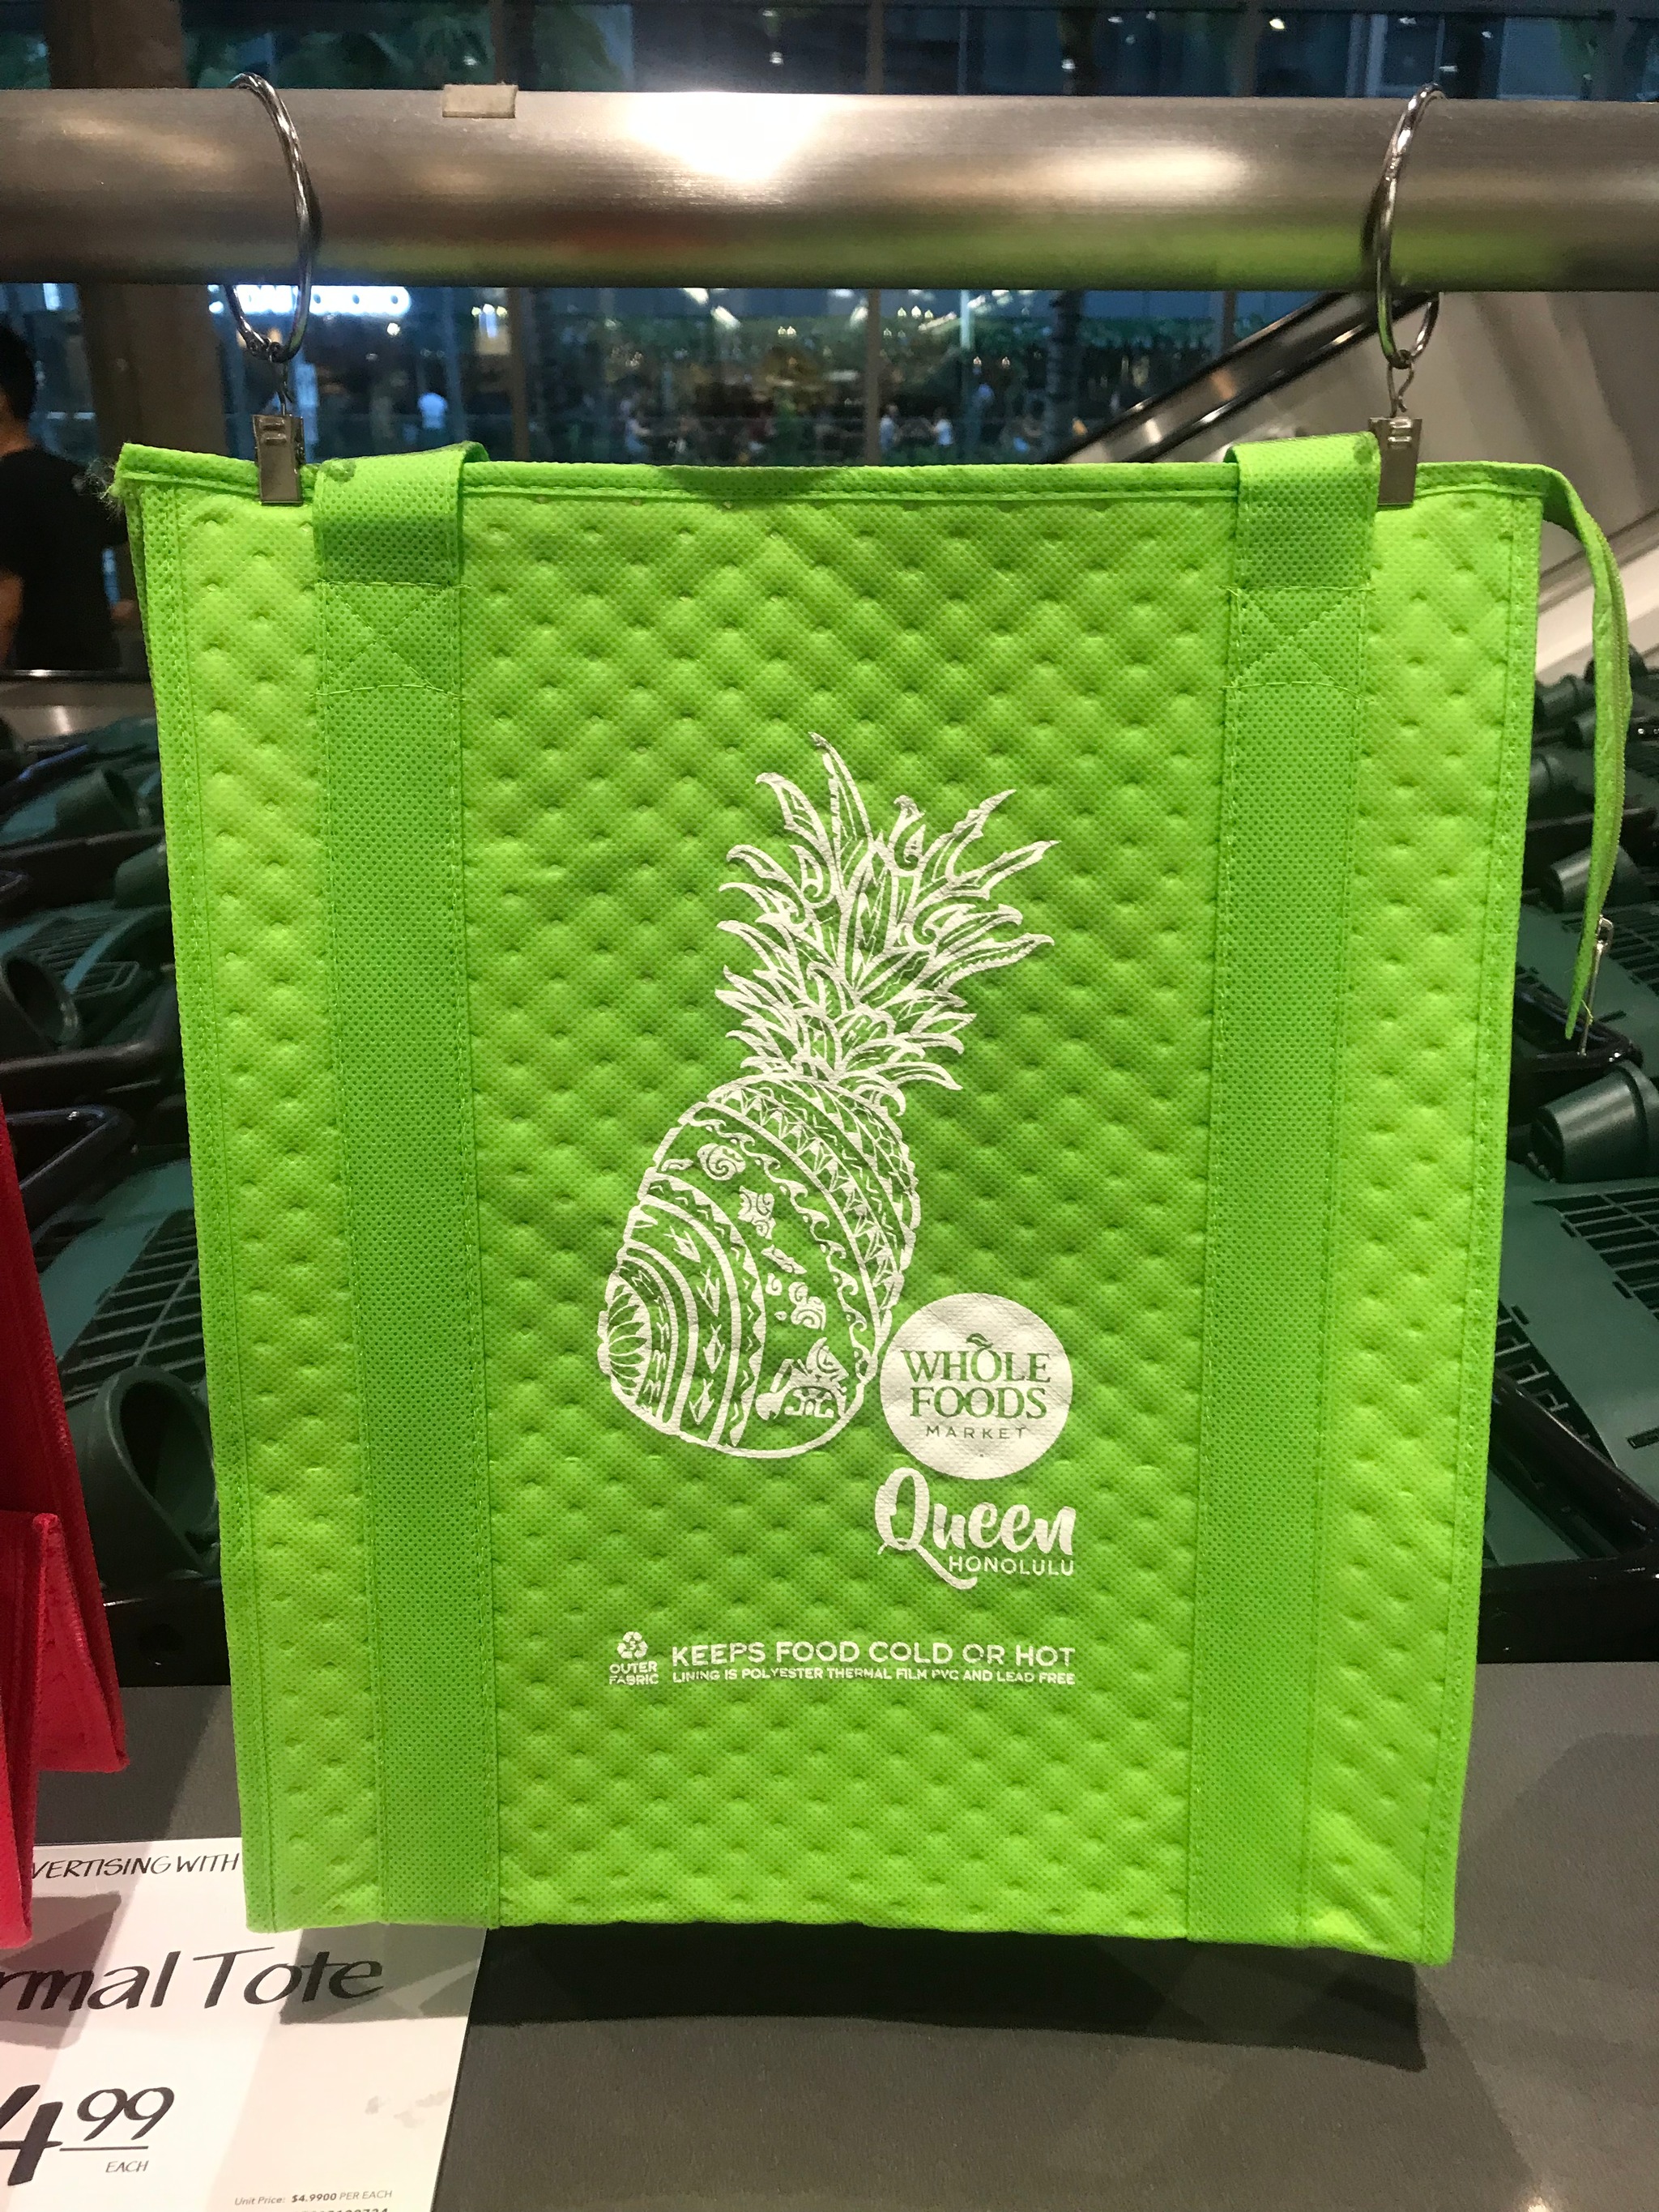 WHOLE
FOODS
MARKET
Queen
HONOLULU
OUTER
FABRIC
KEEPS FOOD COLD OR HOT
LINING IS POLYESTER THERMAL FILM PVC AND LEAD FREE
VERTISING WITH
rmal Tote
4.99
EACH
Unit Price: $4.9900 PER EACH